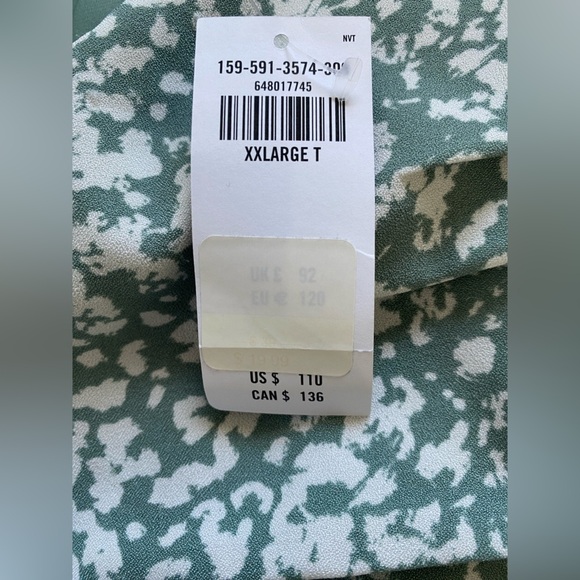 NVT
159-591-3574-30
648017745
XXLARGE T
UK £ 92
EU € 120
US $ 110
CAN $ 136